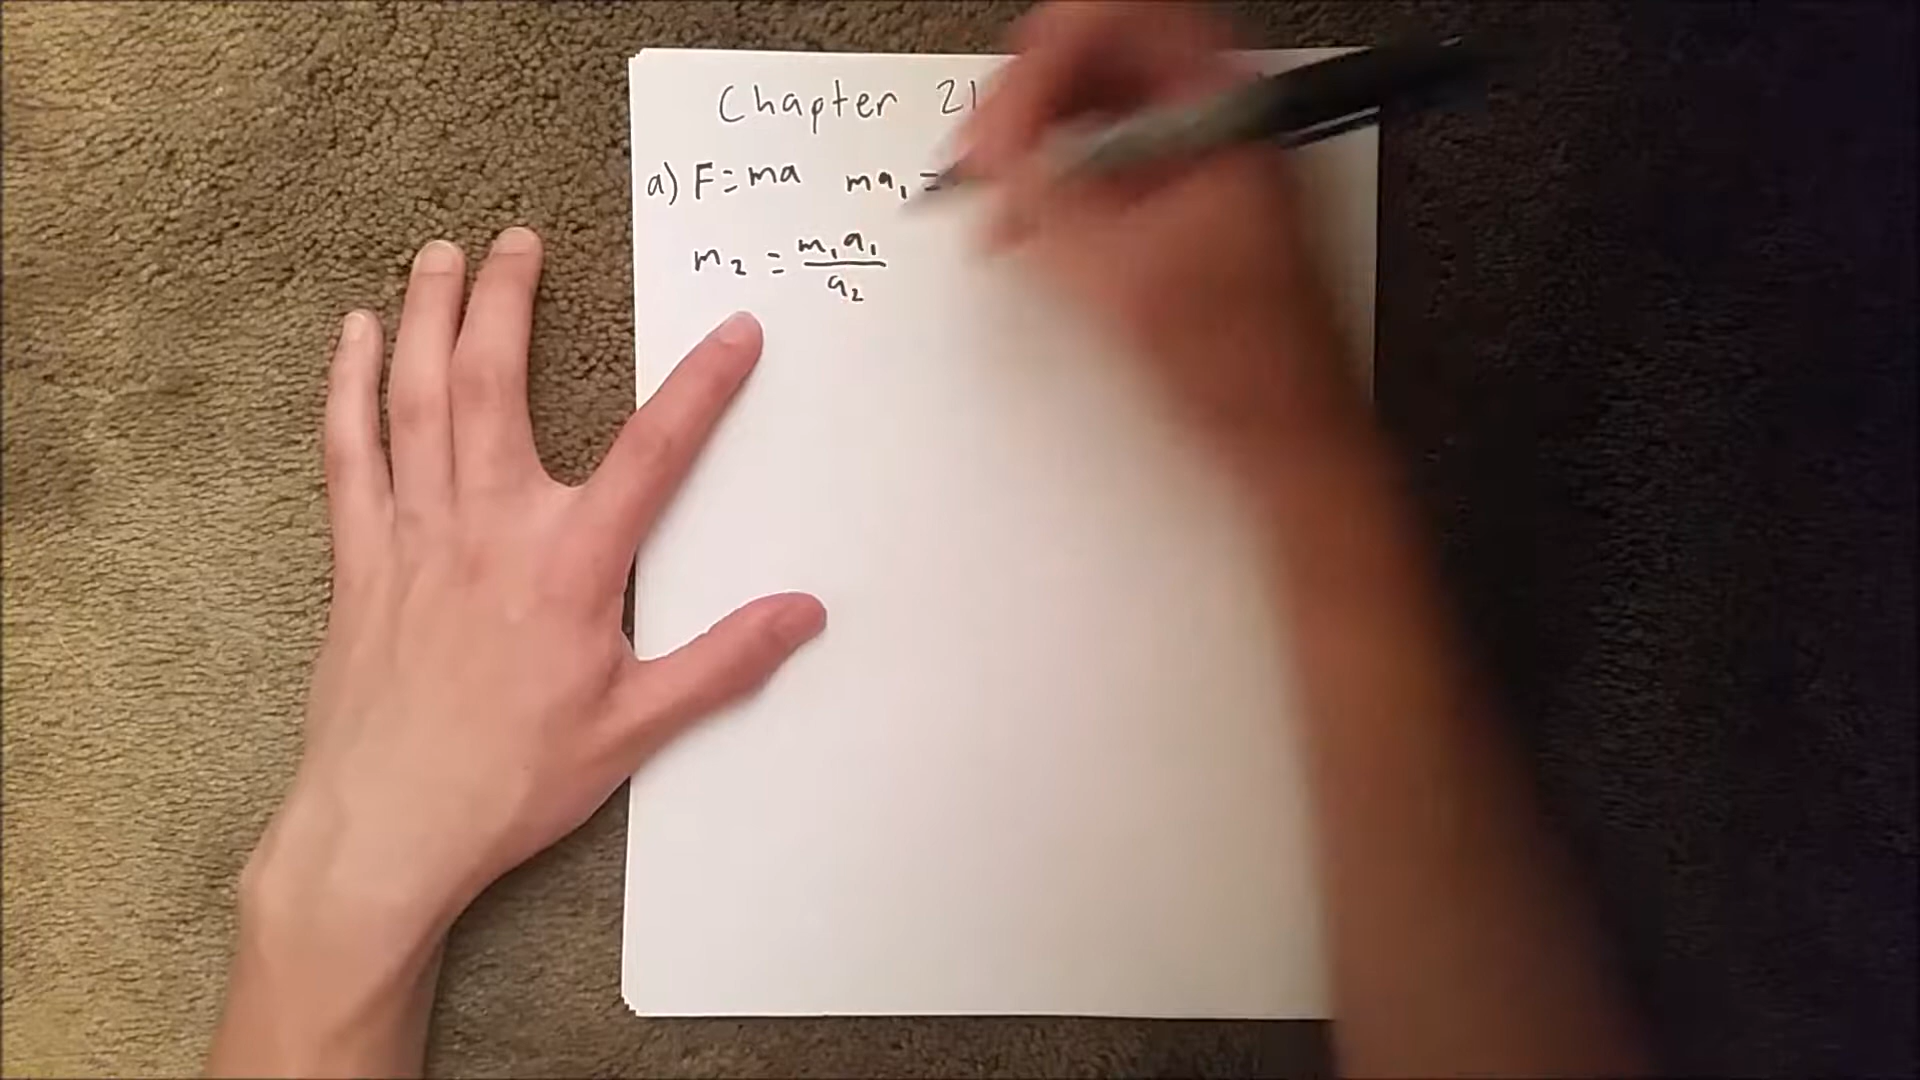 Chapter 21
a) F=ma ma₁ =
m₂ = m₁a₁/a₂